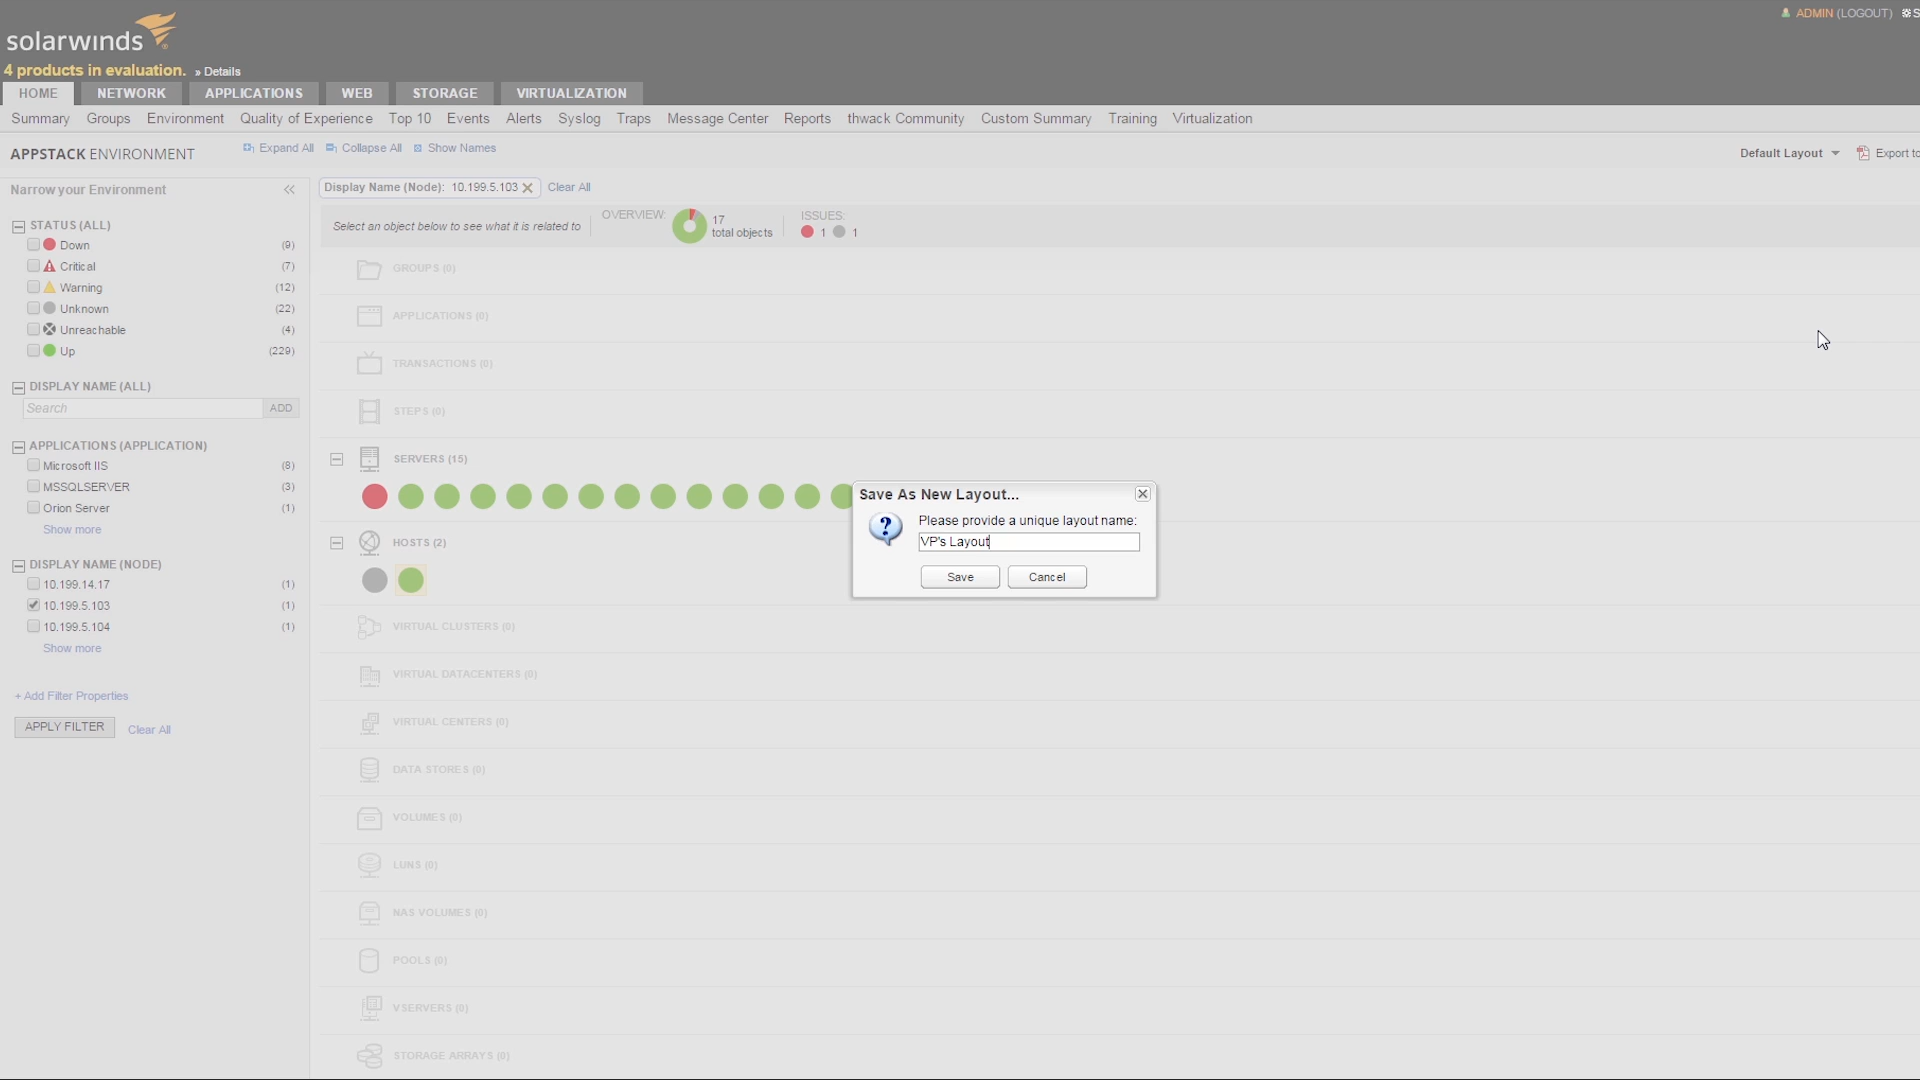 ADMIN (LOGOUT)
solarwinds
4 products in evaluation. » Details
HOME NETWORK APPLICATIONS WEB STORAGE VIRTUALIZATION
Summary Groups Environment Quality of Experience Top 10 Events Alerts Syslog Traps Message Center Reports thwack Community Custom Summary Training Virtualization
APPSTACK ENVIRONMENT Expand All Collapse All Show Names Default Layout Export to
Narrow your Environment
Display Name (Node): 10.199.5.103 Clear All
Select an object below to see what it is related to
OVERVIEW: 17 total objects
ISSUES: 1 1
STATUS (ALL)
Down (9)
Critical (7)
Warning (12)
Unknown (22)
Unreachable (4)
Up (229)
DISPLAY NAME (ALL)
Search ADD
APPLICATIONS (APPLICATION)
Microsoft IIS (8)
MSSQLSERVER (3)
Orion Server (1)
Show more
DISPLAY NAME (NODE)
10.199.14.17 (1)
10.199.5.103 (1)
10.199.5.104 (1)
Show more
+ Add Filter Properties
APPLY FILTER Clear All
GROUPS (0)
APPLICATIONS (0)
TRANSACTIONS (0)
STEPS (0)
SERVERS (15)
HOSTS (2)
VIRTUAL CLUSTERS (0)
VIRTUAL DATACENTERS (0)
VIRTUAL CENTERS (0)
DATA STORES (0)
VOLUMES (0)
LUNS (0)
NAS VOLUMES (0)
POOLS (0)
VSERVERS (0)
STORAGE ARRAYS (0)
Save As New Layout...
Please provide a unique layout name:
VP's Layout
Save Cancel